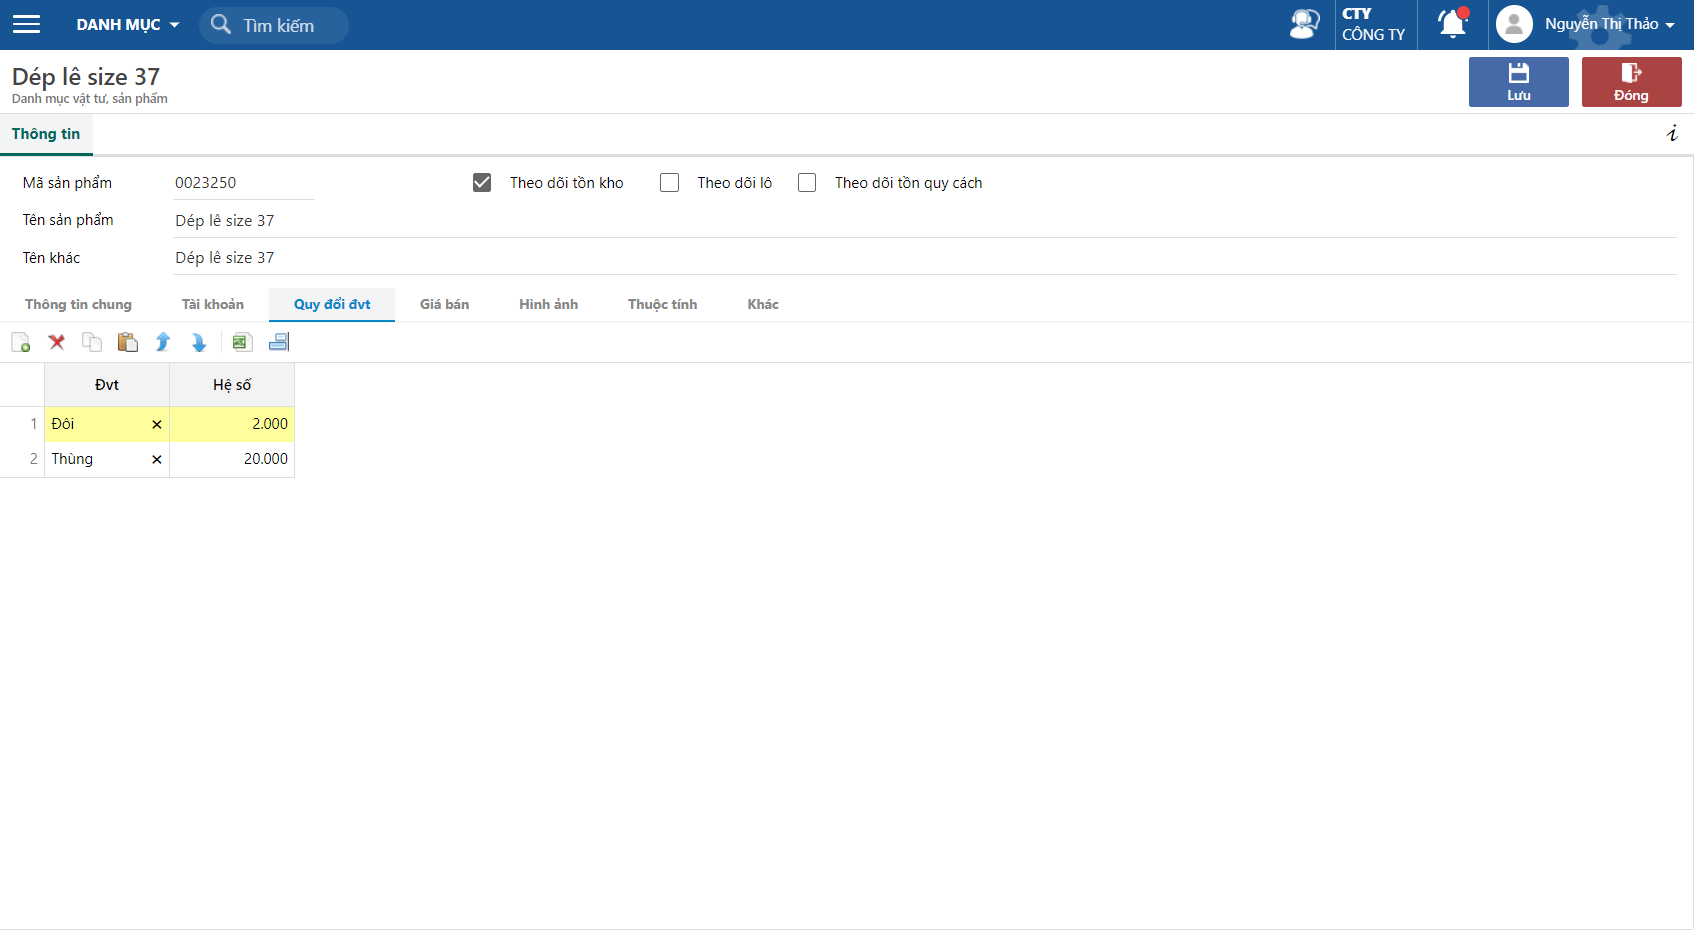 DANH MỤC
Tìm kiếm
CTY
CÔNG TY
Nguyễn Thị Thảo
Dép lê size 37
Danh mục vật tư, sản phẩm
Lưu
Đóng
Thông tin
i
Mã sản phẩm 0023250 Theo dõi tồn kho Theo dõi lô Theo dõi tồn quy cách
Tên sản phẩm Dép lê size 37
Tên khác Dép lê size 37
Thông tin chung Tài khoản Quy đổi đvt Giá bán Hình ảnh Thuộc tính Khác
Đvt Hệ số
1 Đôi × 2.000
2 Thùng × 20.000